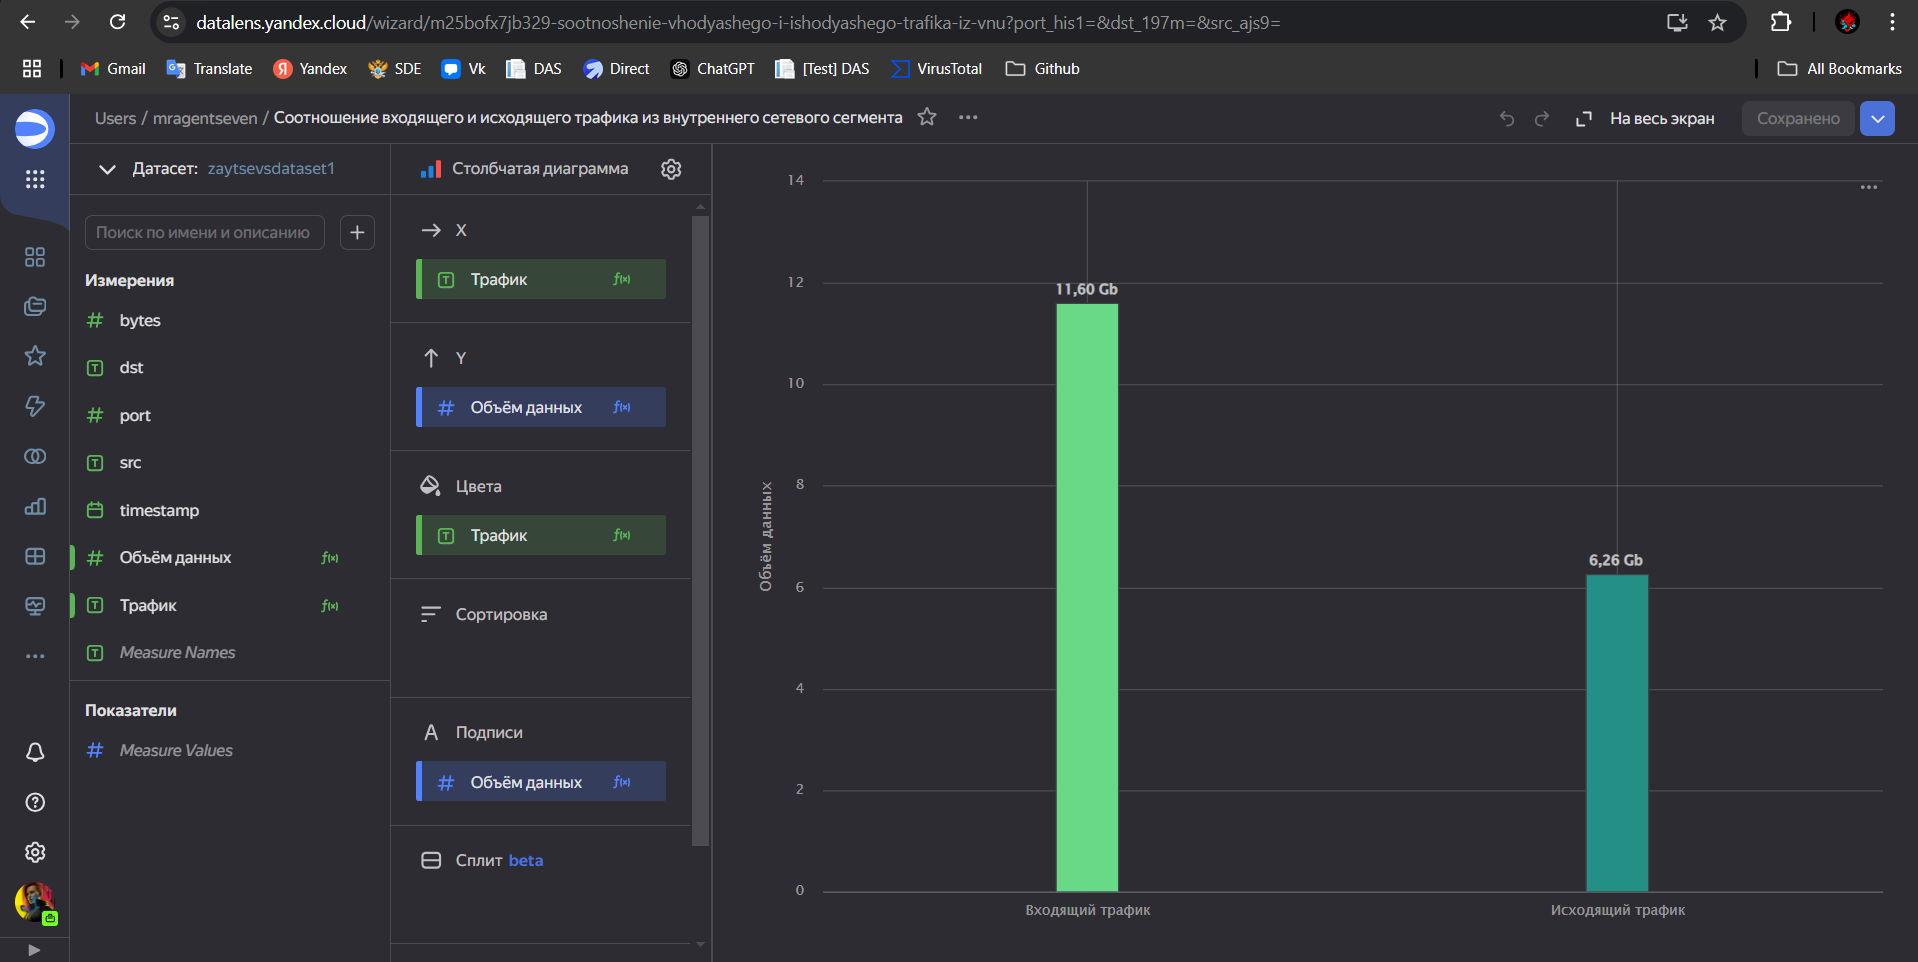 datalens.yandex.cloud/wizard/m25bofx7jb329-sootnoshenie-vhodyashego-i-ishodyashego-trafika-iz-vnu?port_his1=&dst_197m=&src_ajs9=
Gmail Translate Yandex SDE Vk DAS Direct ChatGPT [Test] DAS VirusTotal Github All Bookmarks
Users / mragentseven / Соотношение входящего и исходящего трафика из внутреннего сетевого сегмента
На весь экран
Сохранено
Датасет: zaytsevsdataset1
Поиск по имени и описанию
Измерения
# bytes
T dst
# port
T src
timestamp
# Объём данных f(x)
T Трафик f(x)
T Measure Names
Показатели
# Measure Values
Столбчатая диаграмма
X
T Трафик f(x)
Y
# Объём данных f(x)
Цвета
T Трафик f(x)
Сортировка
A Подписи
# Объём данных f(x)
Сплит beta
Объём данных
14
12
10
8
6
4
2
0
11,60 Gb
6,26 Gb
Входящий трафик
Исходящий трафик